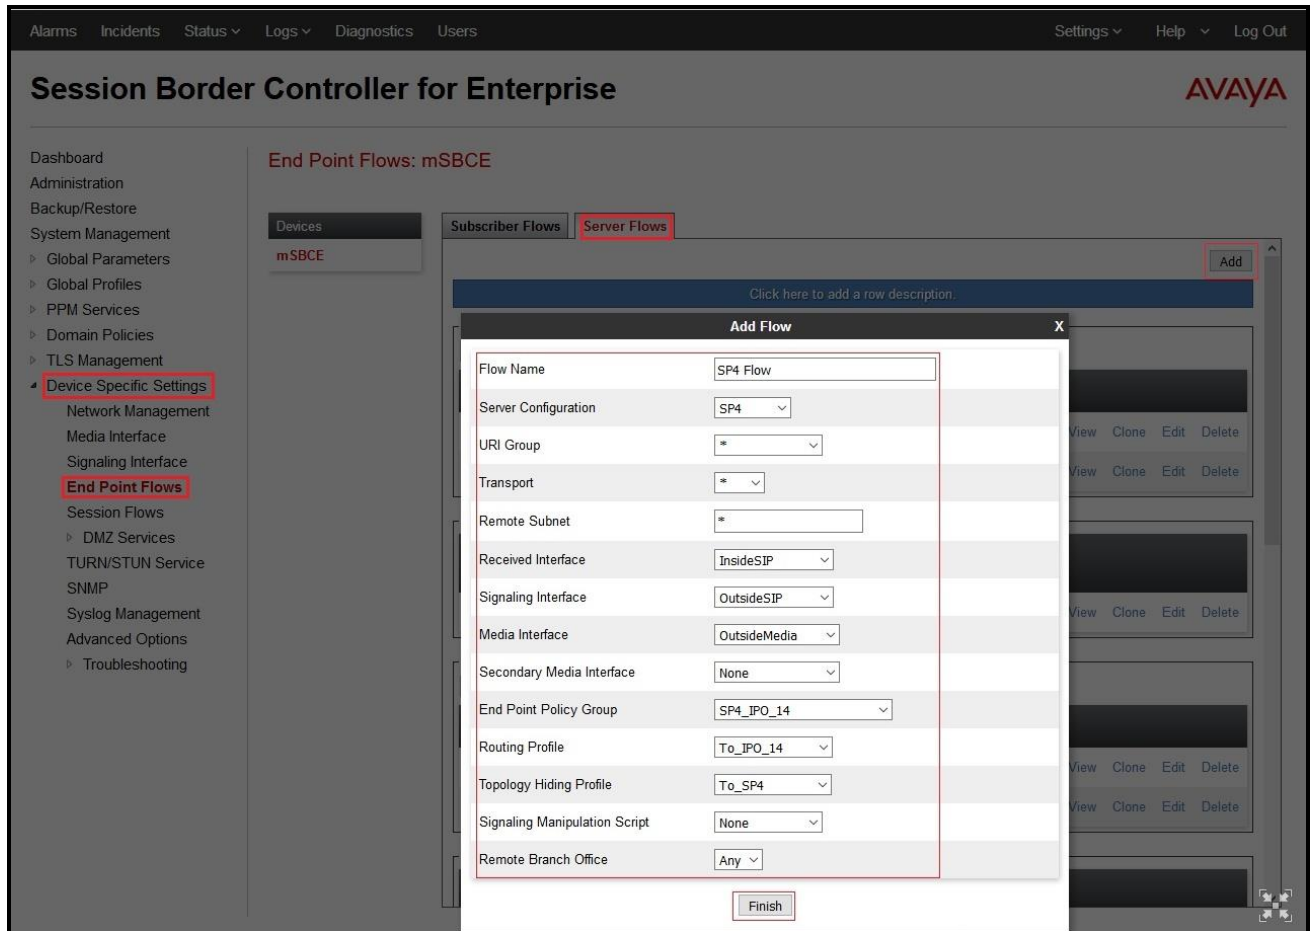 Alarms Incidents Status Logs Diagnostics Users Settings Help Log Out
Session Border Controller for Enterprise
AVAYA
Dashboard
Administration
Backup/Restore
System Management
Global Parameters
Global Profiles
PPM Services
Domain Policies
TLS Management
Device Specific Settings
Network Management
Media Interface
Signaling Interface
End Point Flows
Session Flows
DMZ Services
TURN/STUN Service
SNMP
Syslog Management
Advanced Options
Troubleshooting
End Point Flows: mSBCE
Devices
mSBCE
Subscriber Flows Server Flows
Add
Click here to add a row description.
Add Flow X
Flow Name SP4 Flow
Server Configuration SP4
URI Group *
Transport *
Remote Subnet *
Received Interface InsideSIP
Signaling Interface OutsideSIP
Media Interface OutsideMedia
Secondary Media Interface None
End Point Policy Group SP4_IPO_14
Routing Profile To_IPO_14
Topology Hiding Profile To_SP4
Signaling Manipulation Script None
Remote Branch Office Any
Finish
View Clone Edit Delete
View Clone Edit Delete
View Clone Edit Delete
View Clone Edit Delete
View Clone Edit Delete